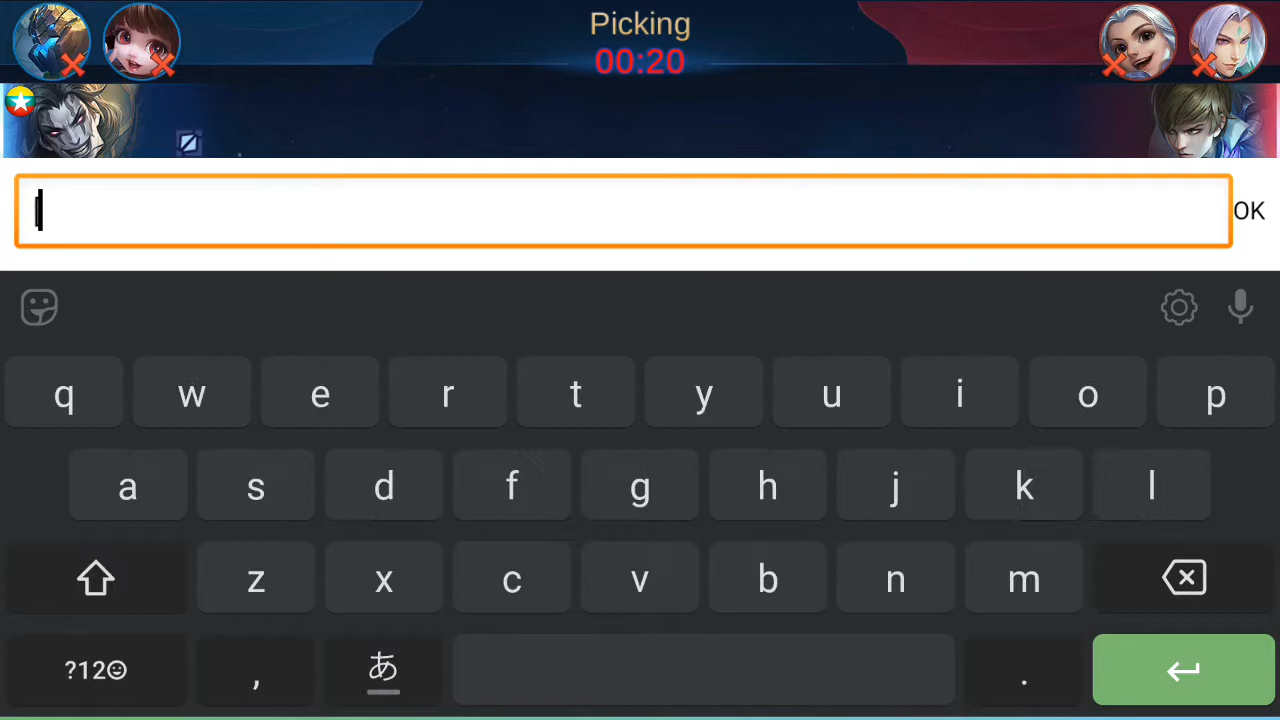 Picking
00:20
OK
q w e r t y u i o p
a s d f g h j k l
z x c v b n m
?12☺ , あ .